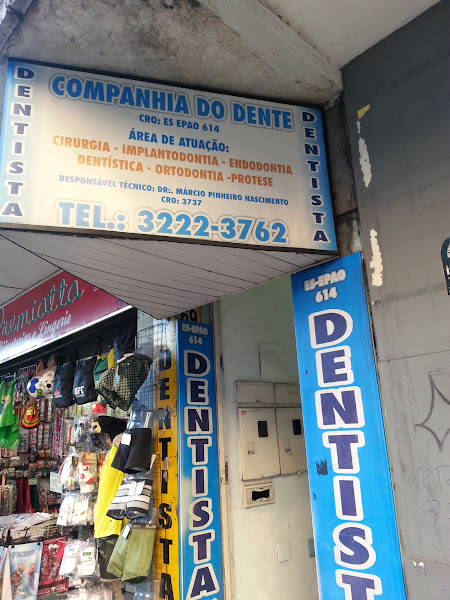 DENTISTA
COMPANHIA DO DENTE
CRO: ES EPAO 614
ÁREA DE ATUAÇÃO:
CIRURGIA - IMPLANTODONTIA - ENDODONTIA
DENTÍSTICA - ORTODONTIA -PROTESE
RESPONSÁVEL TÉCNICO: DR:. MÁRCIO PINHEIRO NASCIMENTO
CRO: 3737
TEL.: 3222-3762
DENTISTA
Premiatta
Lingerie
ES-EPAO
614
DENTISTA
DENTISTA
ES-EPAO
614
DENTIST